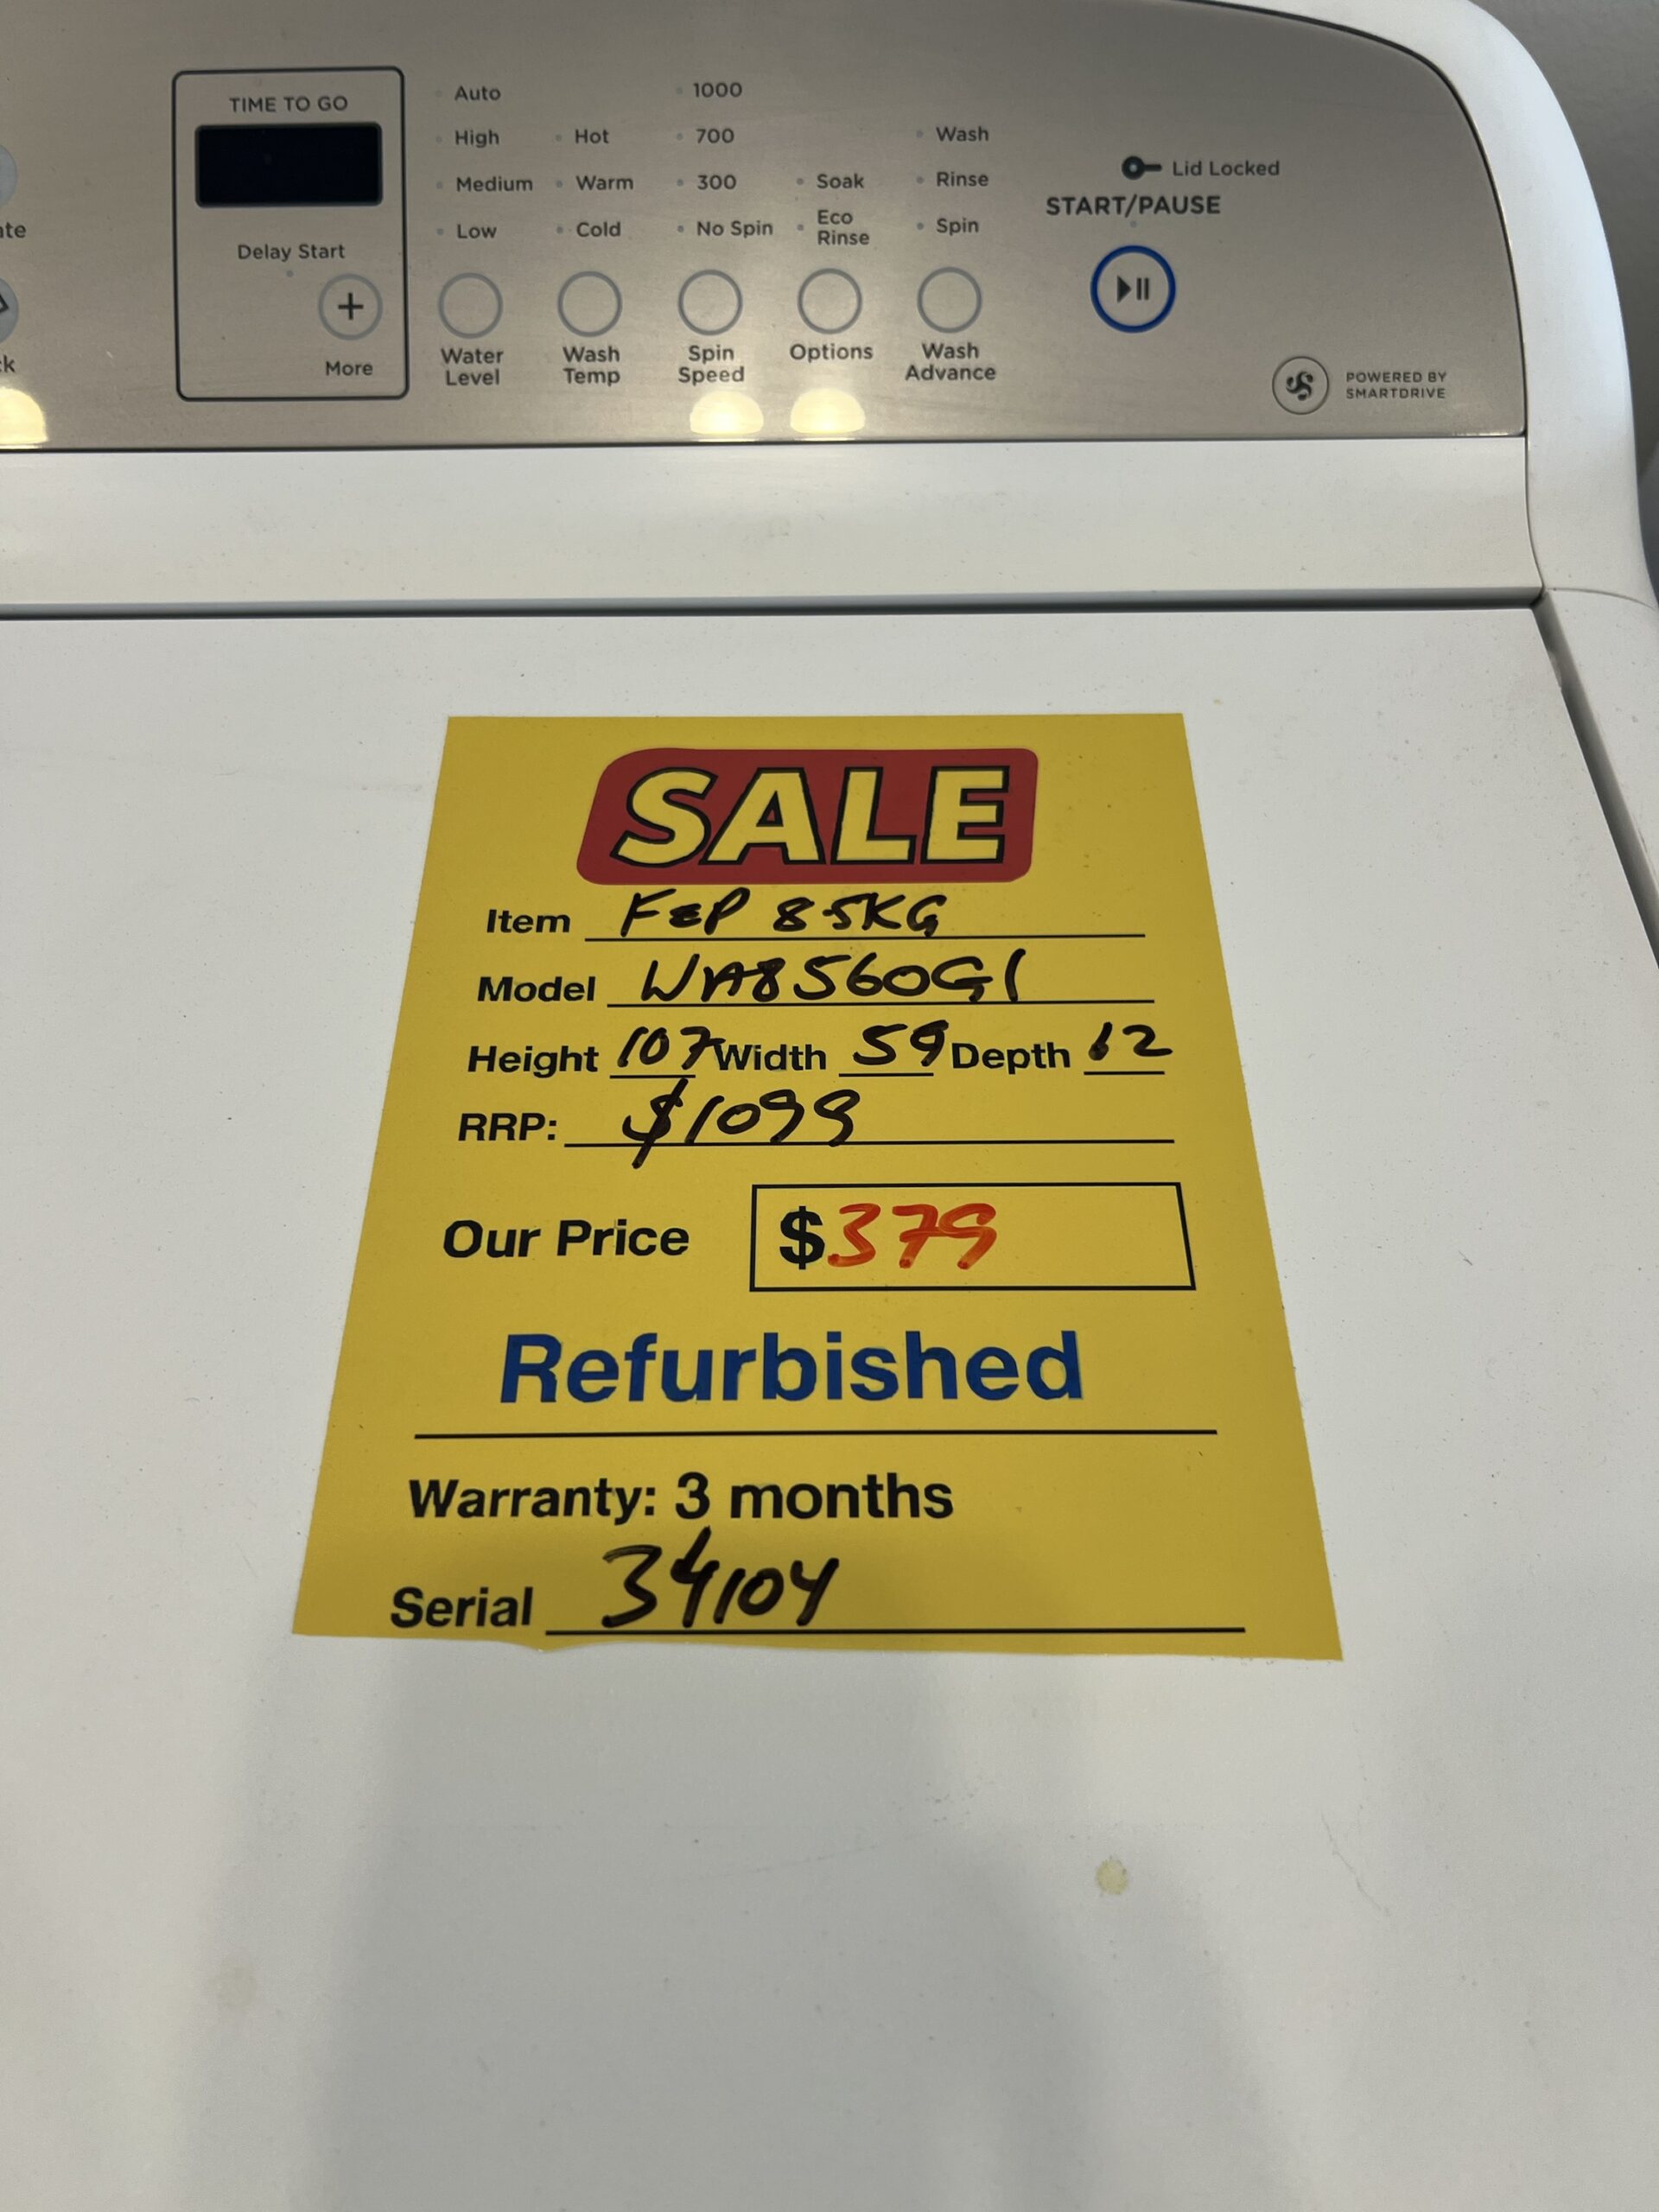 TIME TO GO
Delay Start
+
More
Auto
High
Medium
Low
Water
Level
Hot
Warm
Cold
Wash
Temp
1000
700
300
No Spin
Spin
Speed
Soak
Eco
Rinse
Options
Wash
Rinse
Spin
Wash
Advance
Lid Locked
START/PAUSE
POWERED BY
SMARTDRIVE
SALE
Item F&P 8.5KG
Model WA8560G1
Height 107 Width 59 Depth 62
RRP: $1099
Our Price $379
Refurbished
Warranty: 3 months
Serial 34104